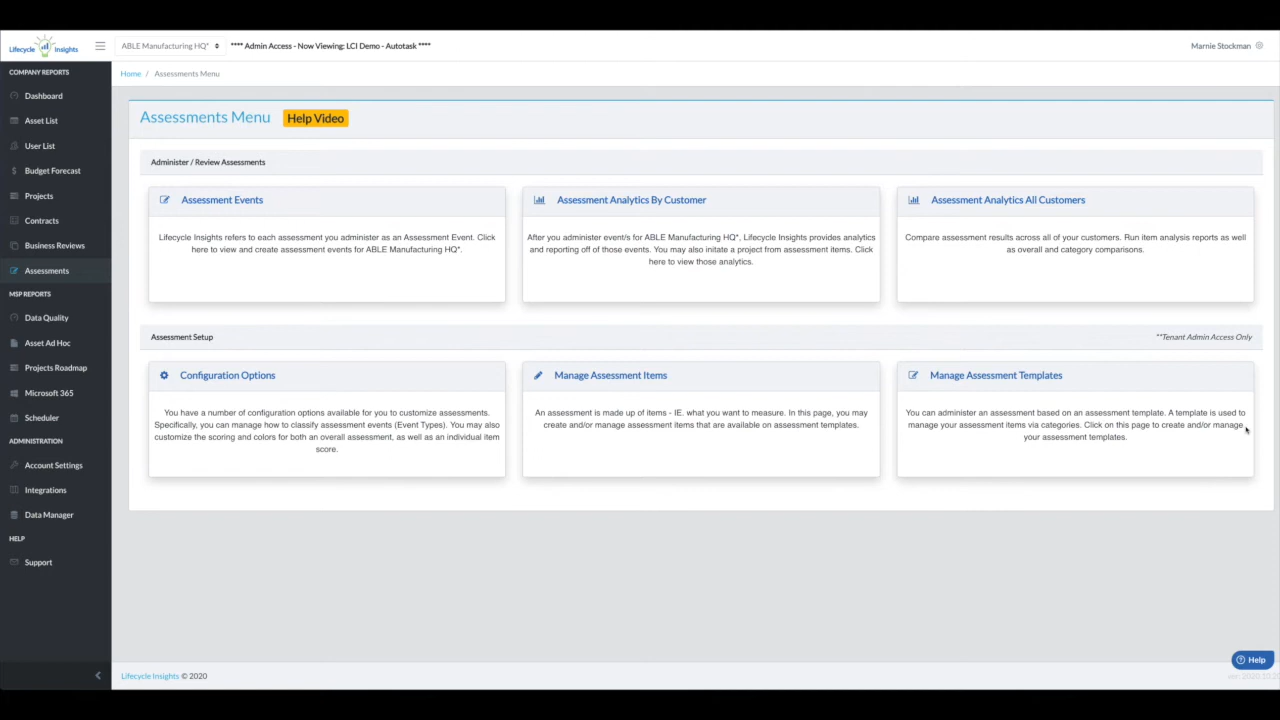 Lifecycle Insights
ABLE Manufacturing HQ*
**** Admin Access - Now Viewing: LCI Demo - Autotask ****
Marnie Stockman
COMPANY REPORTS
Dashboard
Asset List
User List
Budget Forecast
Projects
Contracts
Business Reviews
Assessments
MSP REPORTS
Data Quality
Asset Ad Hoc
Projects Roadmap
Microsoft 365
Scheduler
ADMINISTRATION
Account Settings
Integrations
Data Manager
HELP
Support
Home / Assessments Menu
Assessments Menu
Help Video
Administer / Review Assessments
Assessment Events
Lifecycle Insights refers to each assessment you administer as an Assessment Event. Click
here to view and create assessment events for ABLE Manufacturing HQ*.
Assessment Analytics By Customer
After you administer event/s for ABLE Manufacturing HQ*, Lifecycle Insights provides analytics
and reporting off of those events. You may also initate a project from assessment items. Click
here to view those analytics.
Assessment Analytics All Customers
Compare assessment results across all of your customers. Run item analysis reports as well
as overall and category comparisons.
Assessment Setup
**Tenant Admin Access Only
Configuration Options
You have a number of configuration options available for you to customize assessments.
Specifically, you can manage how to classify assessment events (Event Types). You may also
customize the scoring and colors for both an overall assessment, as well as an individual item
score.
Manage Assessment Items
An assessment is made up of items - IE. what you want to measure. In this page, you may
create and/or manage assessment items that are available on assessment templates.
Manage Assessment Templates
You can administer an assessment based on an assessment template. A template is used to
manage your assessment items via categories. Click on this page to create and/or manage
your assessment templates.
Help
Lifecycle Insights © 2020